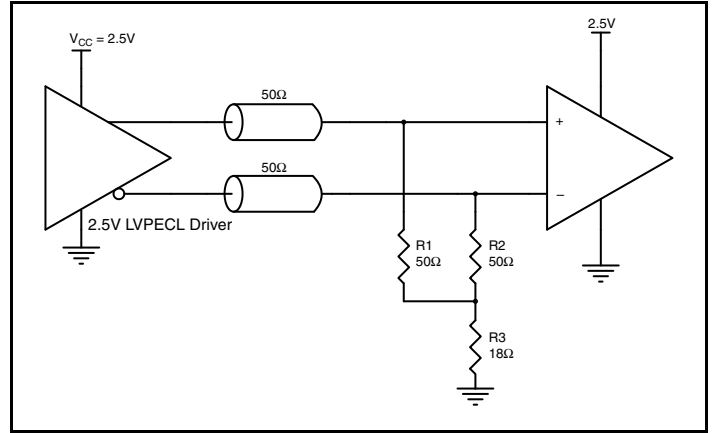 2.5V
V_CC = 2.5V
50Ω
+
50Ω
−
2.5V LVPECL Driver
R1
50Ω
R2
50Ω
R3
18Ω